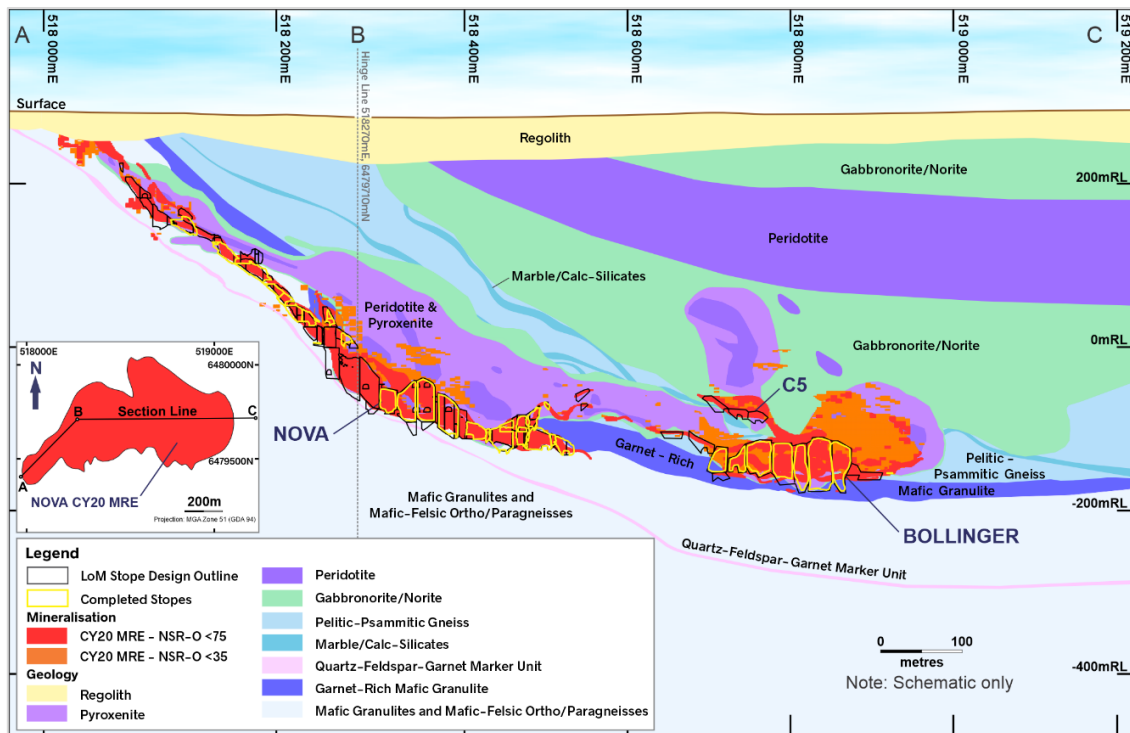 A
B
C
518 000mE
518 200mE
518 400mE
518 600mE
518 800mE
519 000mE
519 200mE
Hinge Line 518270mE, 6479710mN
Surface
Regolith
Gabbronorite/Norite
200mRL
Peridotite
Marble/Calc-Silicates
Peridotite &
Pyroxenite
0mRL
Gabbronorite/Norite
C5
NOVA
Garnet - Rich
Mafic Granulite
Pelitic -
Psammitic Gneiss
-200mRL
BOLLINGER
Mafic Granulites and
Mafic-Felsic Ortho/Paragneisses
Quartz-Feldspar-Garnet Marker Unit
-400mRL
518000E
519000E
6480000N
N
B
Section Line
C
6479500N
A
NOVA CY20 MRE
200m
Projection: MGA Zone 51 (GDA 94)
Legend
LoM Stope Design Outline
Completed Stopes
Mineralisation
CY20 MRE - NSR-O <75
CY20 MRE - NSR-O <35
Geology
Regolith
Pyroxenite
Peridotite
Gabbronorite/Norite
Pelitic-Psammitic Gneiss
Marble/Calc-Silicates
Quartz-Feldspar-Garnet Marker Unit
Garnet-Rich Mafic Granulite
Mafic Granulites and Mafic-Felsic Ortho/Paragneisses
0 100
metres
Note: Schematic only